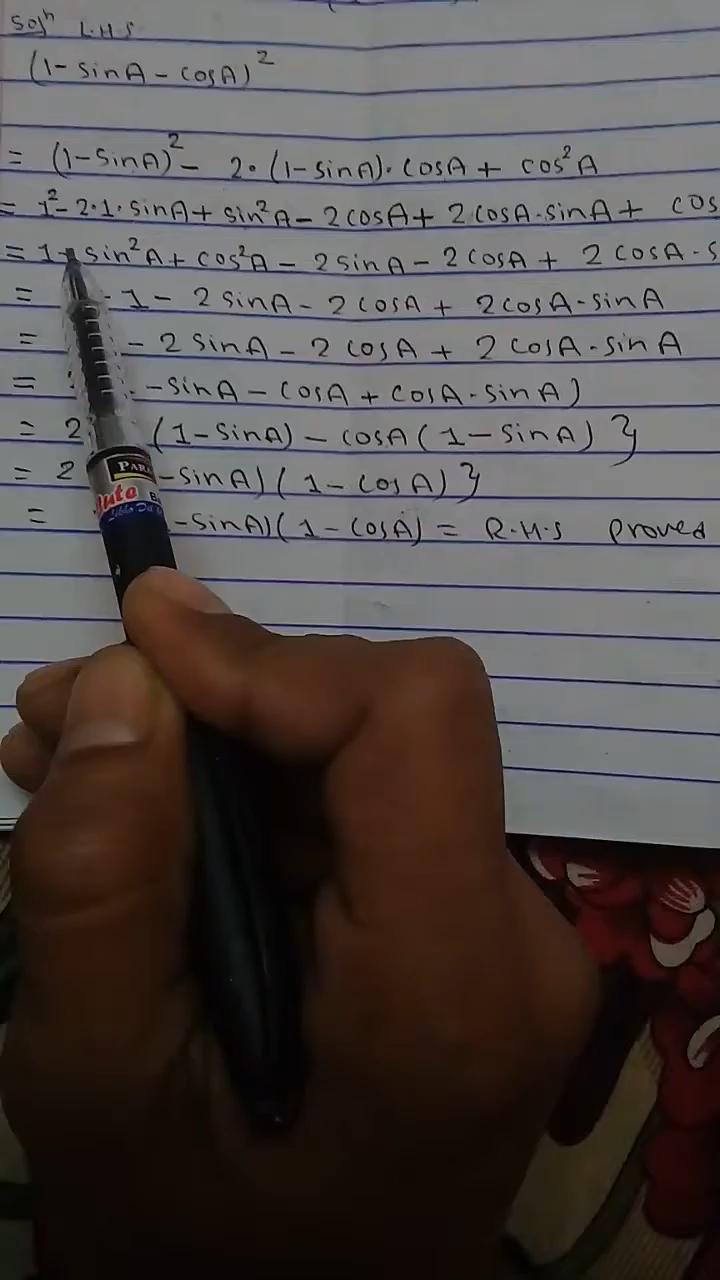 Solⁿ L.H.S
(1-sinA-cosA)²
= (1-sinA)² - 2·(1-sinA)·cosA + cos²A
= 1² - 2·1·sinA + sin²A - 2cosA + 2cosA·sinA + cos
= 1 + sin²A + cos²A - 2sinA - 2cosA + 2cosA·s
= - 1 - 2sinA - 2cosA + 2cosA·sinA
= - 2sinA - 2cosA + 2cosA·sinA
= -sinA - cosA + cosA·sinA)
= 2 (1-sinA) - cosA(1-sinA)}
= 2 -sinA)(1-cosA)}
= -sinA)(1-cosA) = R.H.S proved
PAR